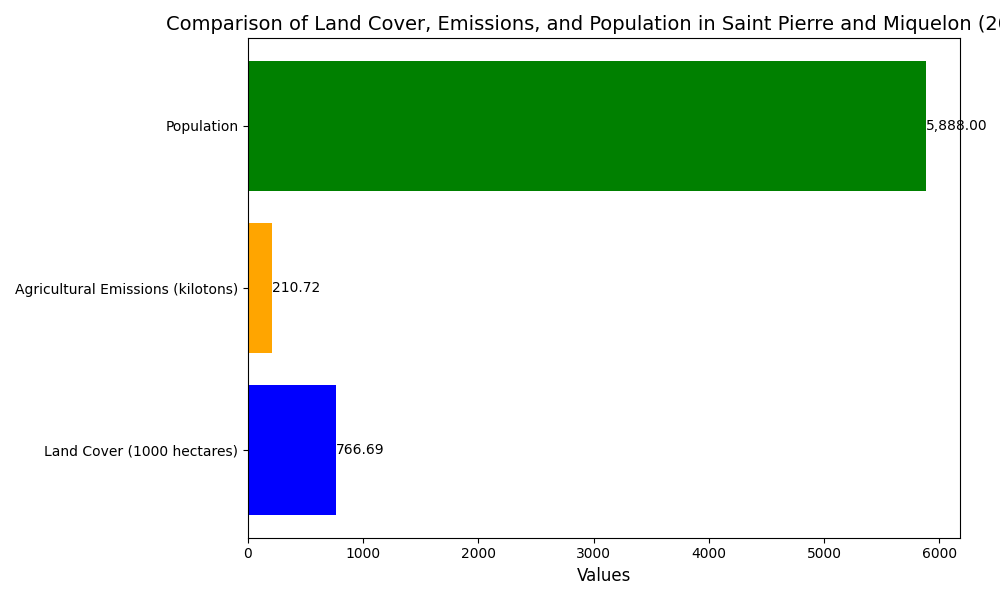 Comparison of Land Cover, Emissions, and Population in Saint Pierre and Miquelon (20
Population
5,888.00
Agricultural Emissions (kilotons)
210.72
Land Cover (1000 hectares)
766.69
0 1000 2000 3000 4000 5000 6000
Values